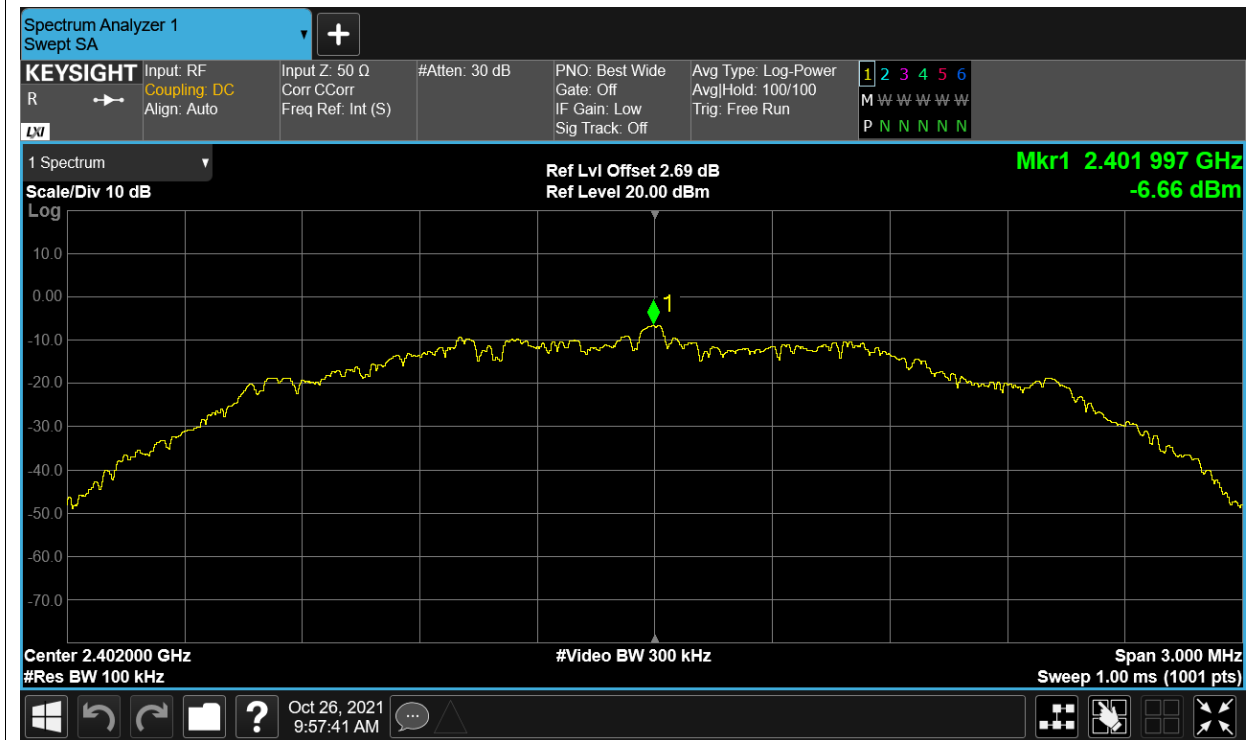 Spectrum Analyzer 1
Swept SA
KEYSIGHT
R
LXI
Input: RF
Coupling: DC
Align: Auto
Input Z: 50 Ω
Corr CCorr
Freq Ref: Int (S)
#Atten: 30 dB
PNO: Best Wide
Gate: Off
IF Gain: Low
Sig Track: Off
Avg Type: Log-Power
Avg|Hold: 100/100
Trig: Free Run
1 2 3 4 5 6
M W W W W W
P N N N N N
1 Spectrum
Scale/Div 10 dB
Ref Lvl Offset 2.69 dB
Ref Level 20.00 dBm
Mkr1 2.401 997 GHz
-6.66 dBm
Log
10.0
0.00
1
-10.0
-20.0
-30.0
-40.0
-50.0
-60.0
-70.0
Center 2.402000 GHz
#Video BW 300 kHz
Span 3.000 MHz
#Res BW 100 kHz
Sweep 1.00 ms (1001 pts)
?
Oct 26, 2021
9:57:41 AM